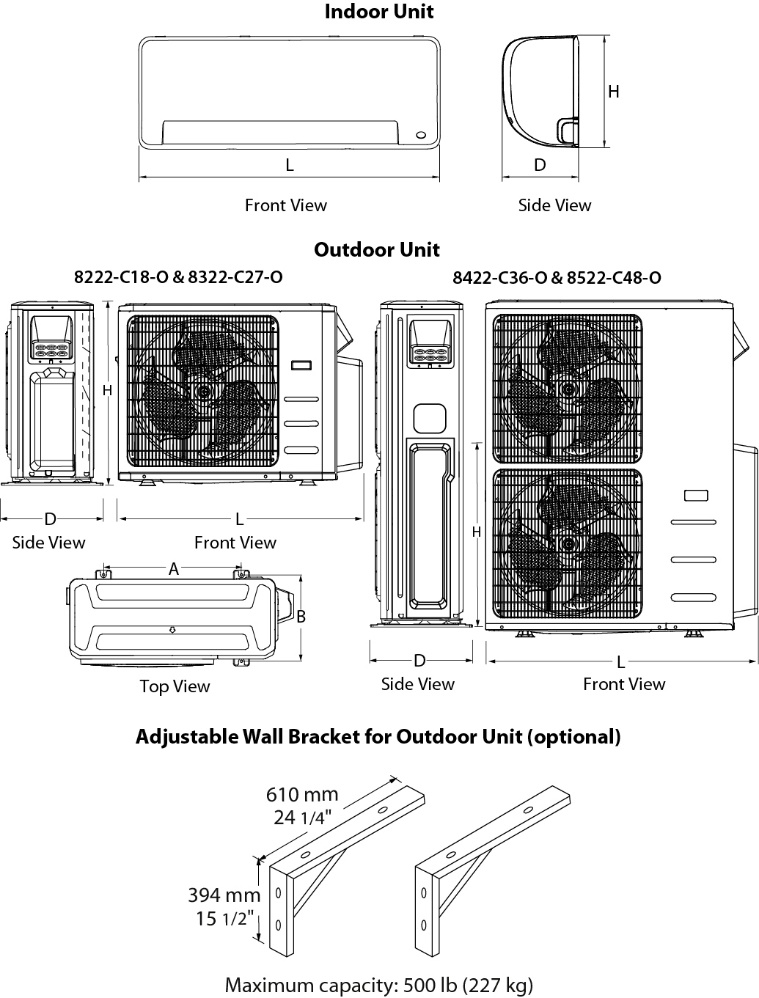 Indoor Unit
H
L
D
Front View
Side View
Outdoor Unit
8222-C18-O & 8322-C27-O
8422-C36-O & 8522-C48-O
H
D
L
Side View
Front View
H
A
B
Top View
D
L
Side View
Front View
Adjustable Wall Bracket for Outdoor Unit (optional)
610 mm
24 1/4"
394 mm
15 1/2"
Maximum capacity: 500 lb (227 kg)